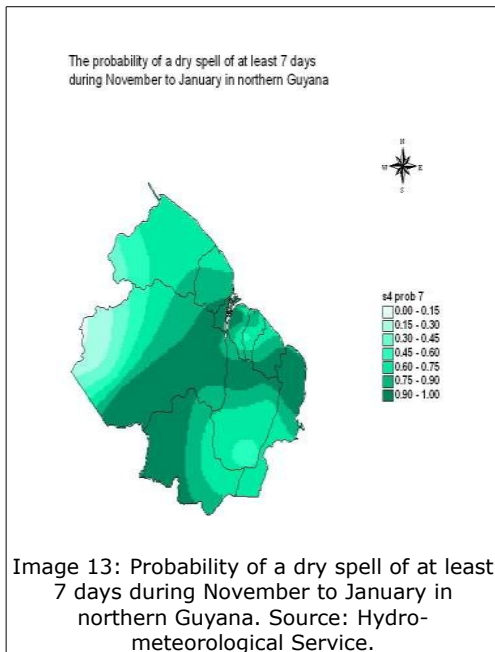 The probability of a dry spell of at least 7 days
during November to January in northern Guyana
N
W E
S
s4 prob 7
0.00 - 0.15
0.15 - 0.30
0.30 - 0.45
0.45 - 0.60
0.60 - 0.75
0.75 - 0.90
0.90 - 1.00
Image 13: Probability of a dry spell of at least
7 days during November to January in
northern Guyana. Source: Hydro-
meteorological Service.